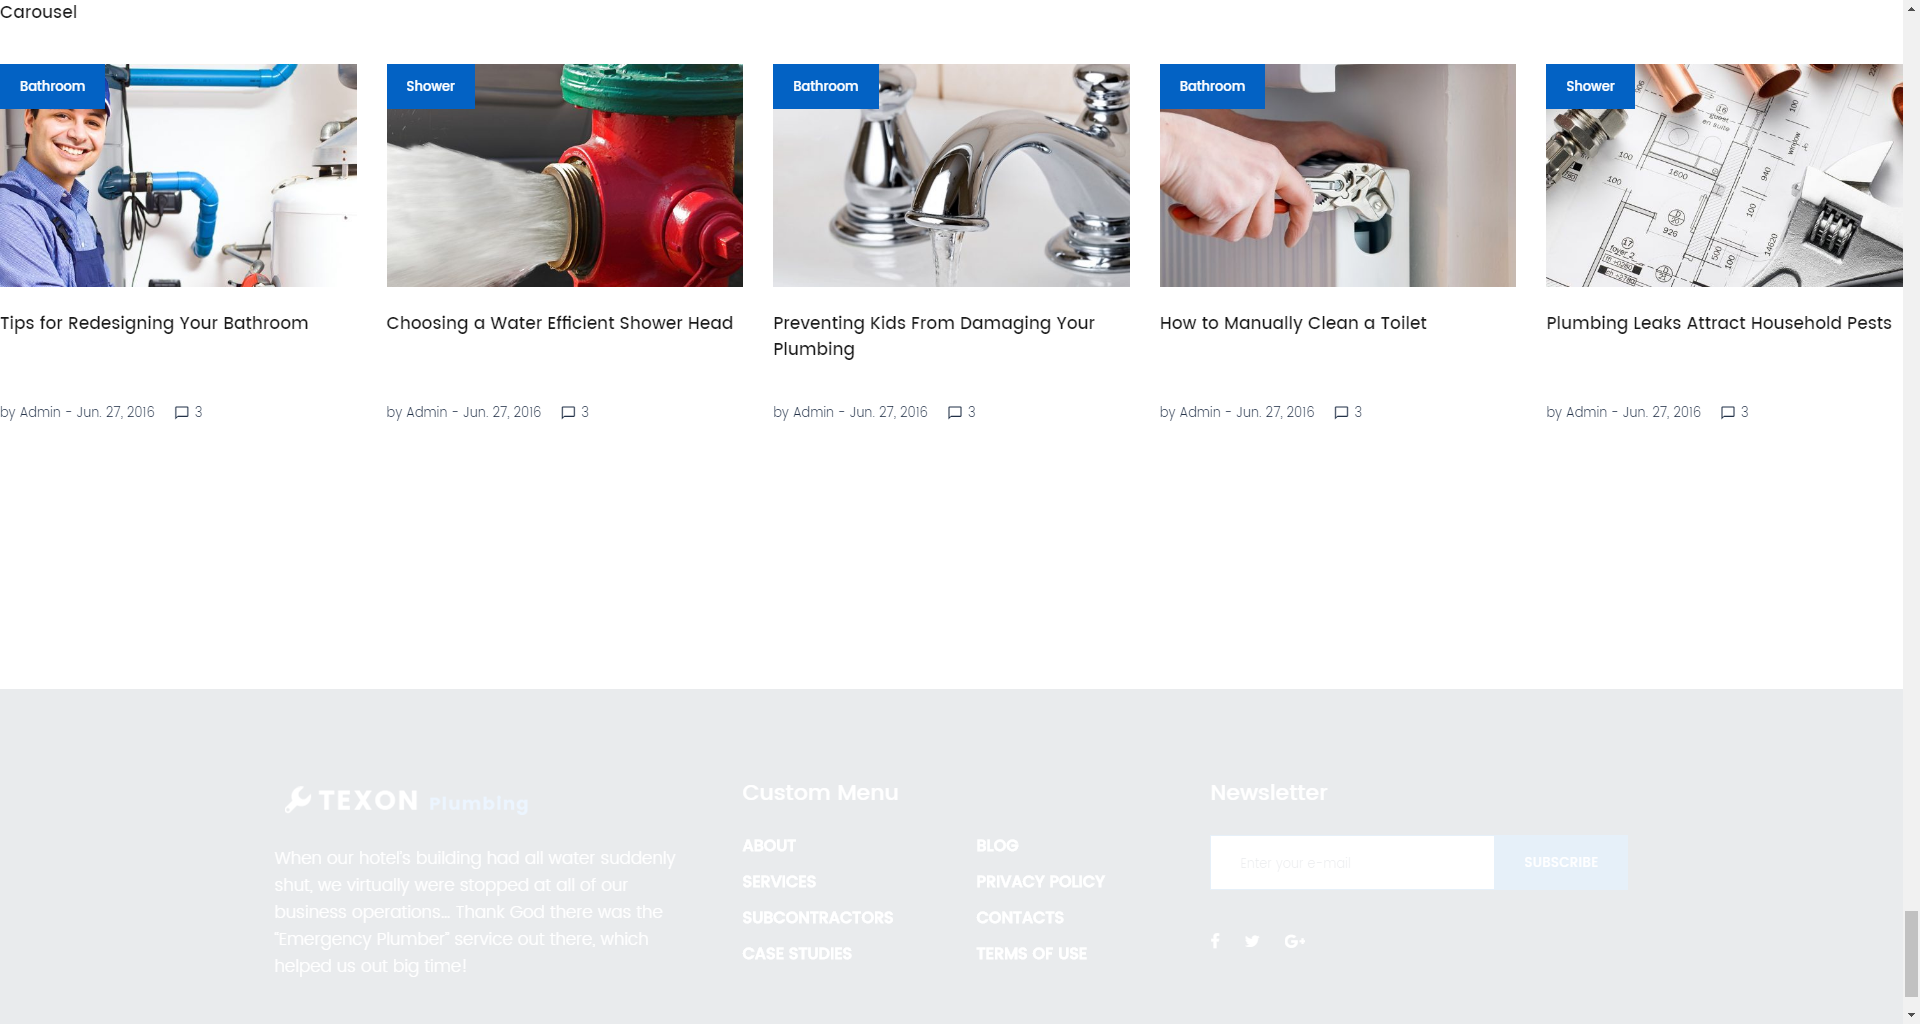 Carousel
Bathroom
Shower
Bathroom
Bathroom
Shower
Tips for Redesigning Your Bathroom
Choosing a Water Efficient Shower Head
Preventing Kids From Damaging Your
Plumbing
How to Manually Clean a Toilet
Plumbing Leaks Attract Household Pests
by Admin - Jun. 27, 2016 3
by Admin - Jun. 27, 2016 3
by Admin - Jun. 27, 2016 3
by Admin - Jun. 27, 2016 3
by Admin - Jun. 27, 2016 3
TEXON Plumbing
When our hotel's building had all water suddenly
shut, we virtually were stopped at all of our
business operations... Thank God there was the
"Emergency Plumber" service out there, which
helped us out big time!
Custom Menu
ABOUT
SERVICES
SUBCONTRACTORS
CASE STUDIES
BLOG
PRIVACY POLICY
CONTACTS
TERMS OF USE
Newsletter
Enter your e-mail
SUBSCRIBE